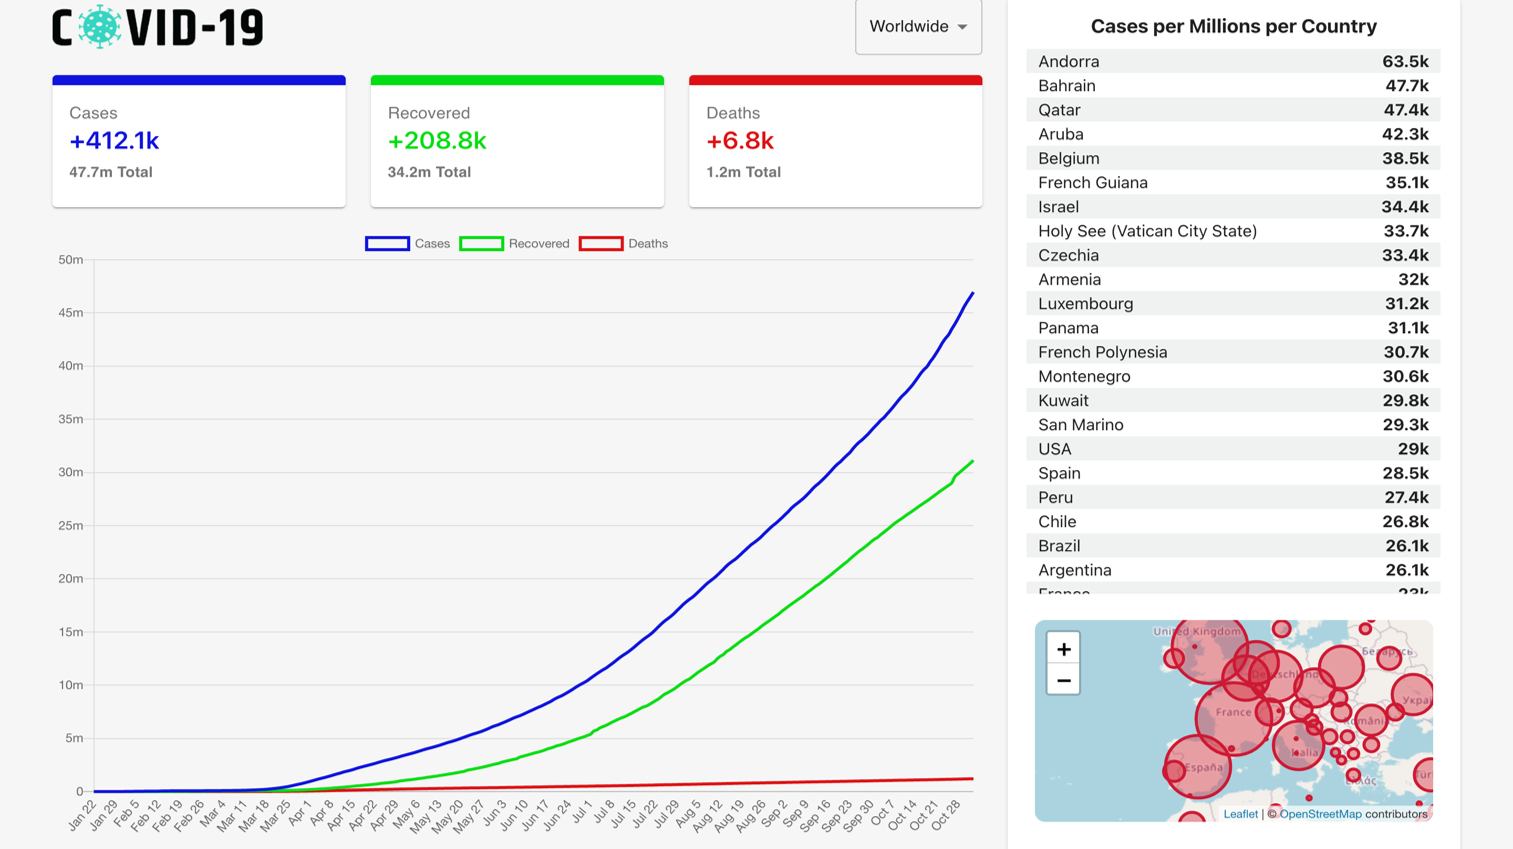 COVID-19
Worldwide
Cases
+412.1k
47.7m Total
Recovered
+208.8k
34.2m Total
Deaths
+6.8k
1.2m Total
Cases
Recovered
Deaths
50m
45m
40m
35m
30m
25m
20m
15m
10m
5m
0
Jan 22
Jan 29
Feb 5
Feb 12
Feb 19
Feb 26
Mar 4
Mar 11
Mar 18
Mar 25
Apr 1
Apr 8
Apr 15
Apr 22
Apr 29
May 6
May 13
May 20
May 27
Jun 3
Jun 10
Jun 17
Jun 24
Jul 1
Jul 8
Jul 15
Jul 22
Jul 29
Aug 5
Aug 12
Aug 19
Aug 26
Sep 2
Sep 9
Sep 16
Sep 23
Sep 30
Oct 7
Oct 14
Oct 21
Oct 28
Cases per Millions per Country
Andorra 63.5k
Bahrain 47.7k
Qatar 47.4k
Aruba 42.3k
Belgium 38.5k
French Guiana 35.1k
Israel 34.4k
Holy See (Vatican City State) 33.7k
Czechia 33.4k
Armenia 32k
Luxembourg 31.2k
Panama 31.1k
French Polynesia 30.7k
Montenegro 30.6k
Kuwait 29.8k
San Marino 29.3k
USA 29k
Spain 28.5k
Peru 27.4k
Chile 26.8k
Brazil 26.1k
Argentina 26.1k
France 23k
+
−
United Kingdom
Беларусь
Deutschland
Украї
France
România
Italia
España
Ελλάς
Tür
Leaflet | © OpenStreetMap contributors